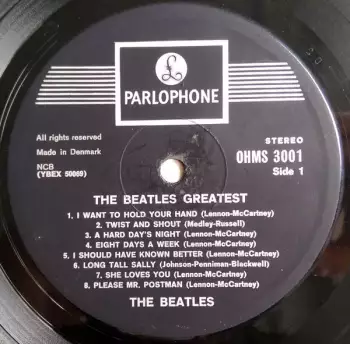 £
PARLOPHONE
All rights reserved
Made in Denmark
NCB
(YBEX 50069)
STEREO
OHMS 3001
Side 1
THE BEATLES GREATEST
1. I WANT TO HOLD YOUR HAND (Lennon-McCartney)
2. TWIST AND SHOUT (Medley-Russell)
3. A HARD DAY'S NIGHT (Lennon-McCartney)
4. EIGHT DAYS A WEEK (Lennon-McCartney)
5. I SHOULD HAVE KNOWN BETTER (Lennon-McCartney)
6. LONG TALL SALLY (Johnson-Penniman-Blackwell)
7. SHE LOVES YOU (Lennon-McCartney)
8. PLEASE MR. POSTMAN (Lennon-McCartney)
THE BEATLES